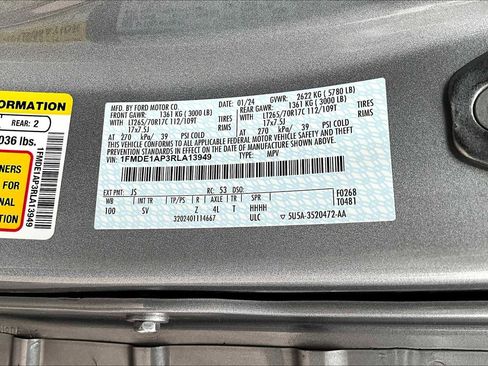 MFD. BY FORD MOTOR CO.
01/24 GVWR: 2622 KG ( 5780 LB)
FRONT GAWR: 1361 KG ( 3000 LB) REAR GAWR: 1361 KG ( 3000 LB)
WITH LT265/70R17C 112/109T TIRES WITH LT265/70R17C 112/109T TIRES
17x7.5J RIMS 17x7.5J RIMS
AT 270 kPa/ 39 PSI COLD AT 270 kPa/ 39 PSI COLD
THIS VEHICLE CONFORMS TO ALL APPLICABLE FEDERAL MOTOR VEHICLE SAFETY AND
THEFT PREVENTION STANDARDS IN EFFECT ON THE DATE OF MANUFACTURE SHOWN ABOVE.
VIN: 1FMDE1AP3RLA13949
TYPE: MPV
EXT PNT: JS RC: 53 DSO: F0268
WB INT TR TP/PS R AXLE TR SPR T0481
100 SV Z 4L T HHHH
3202401114667 ULC 5U5A-3520472-AA
FORMATION
REAR: 2
036 lbs.
1FMDE1AP3RLA13949
NERS
FOR
NAL
ATION